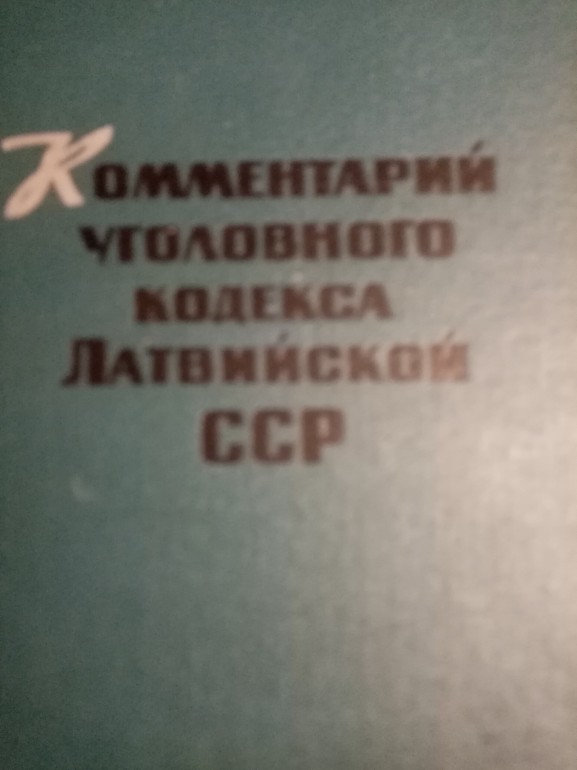 Комментарий
уголовного
кодекса
Латвийской
ССР